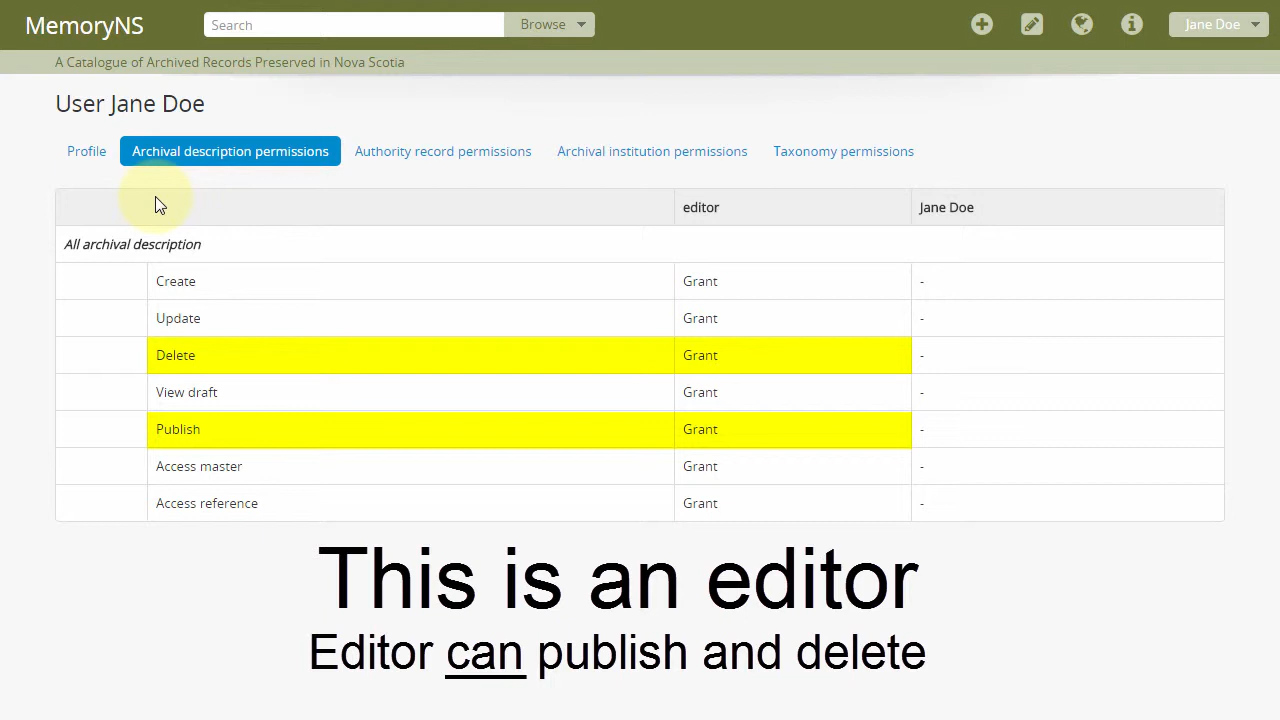 MemoryNS
Search
Browse
Jane Doe
A Catalogue of Archived Records Preserved in Nova Scotia
User Jane Doe
Profile Archival description permissions Authority record permissions Archival institution permissions Taxonomy permissions
editor Jane Doe
All archival description
Create Grant -
Update Grant -
Delete Grant -
View draft Grant -
Publish Grant -
Access master Grant -
Access reference Grant -
This is an editor
Editor can publish and delete